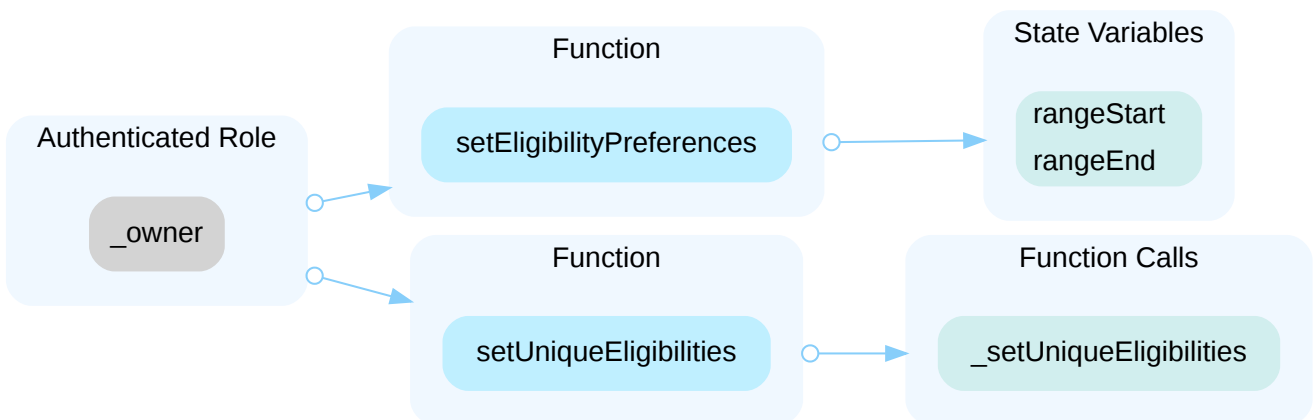 Authenticated Role
_owner
Function
setEligibilityPreferences
State Variables
rangeStart
rangeEnd
Function
setUniqueEligibilities
Function Calls
_setUniqueEligibilities